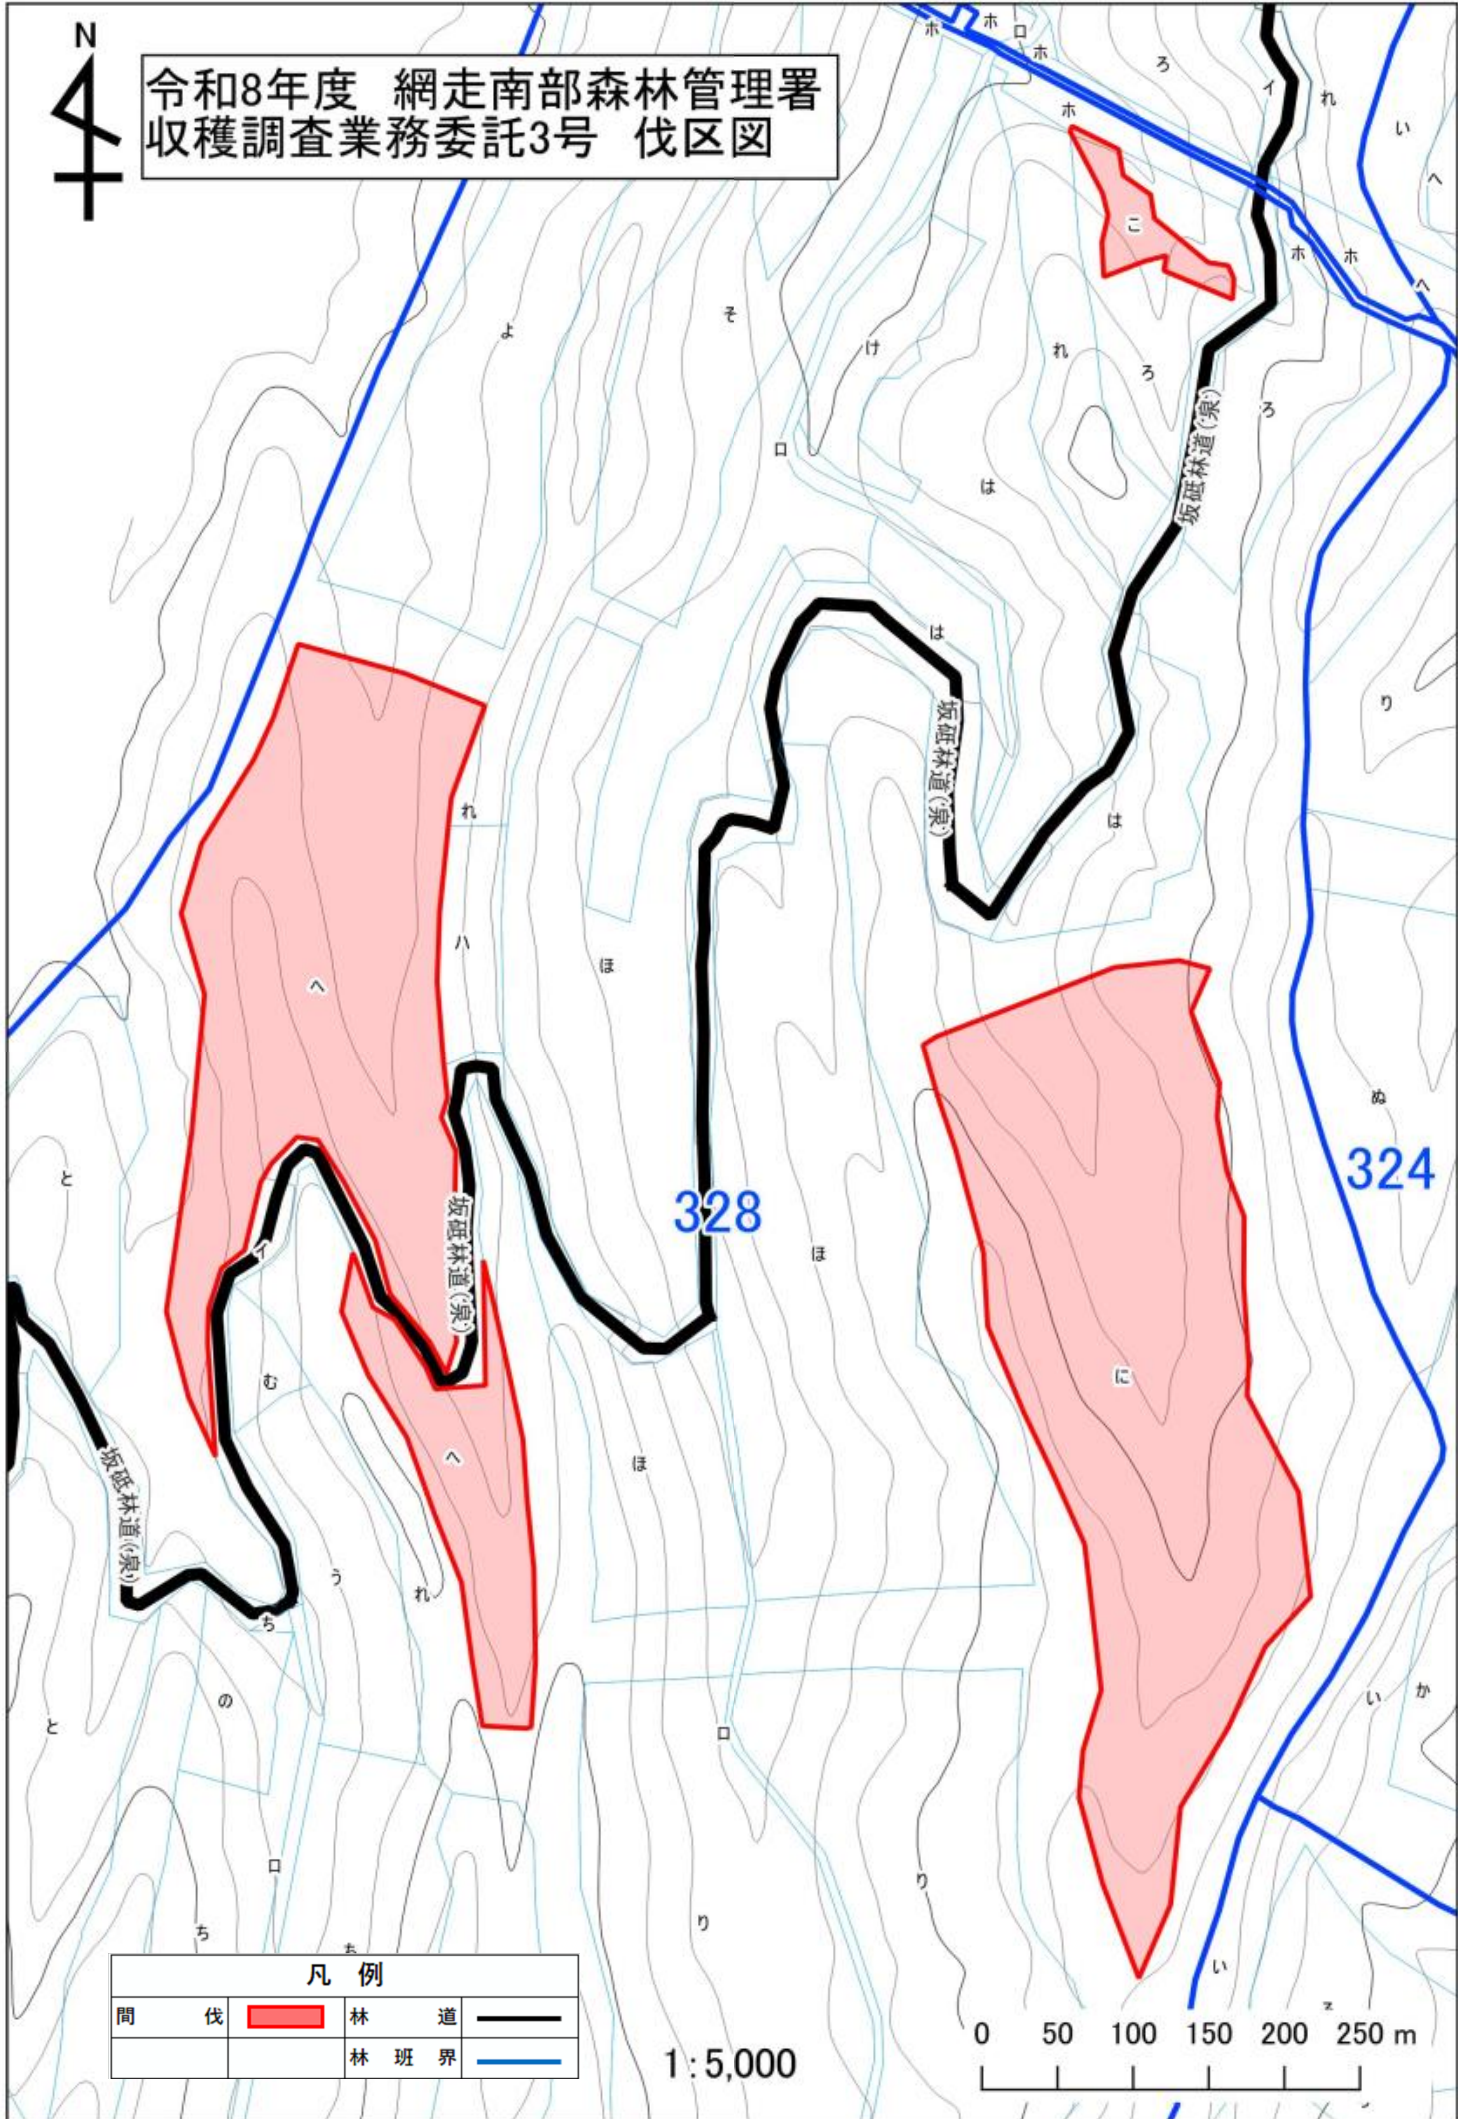 N
令和8年度 網走南部森林管理署
収穫調査業務委託3号 伐区図
ホ
ホ
ロ
ホ
ろ
イ
れ
い
ホ
へ
こ
ホ
ホ
へ
よ
そ
け
れ
ろ
ろ
坂砥林道(泉)
ロ
は
は
坂砥林道(泉)
り
れ
は
ハ
ほ
へ
ぬ
と
324
328
坂砥林道(泉)
イ
ほ
む
に
へ
ほ
坂砥林道(泉)
う
れ
ち
の
と
ロ
い
か
ロ
り
ち
ち
り
い
凡 例
間 伐
林 道
林 班 界
1:5,000
0 50 100 150 200 250 m